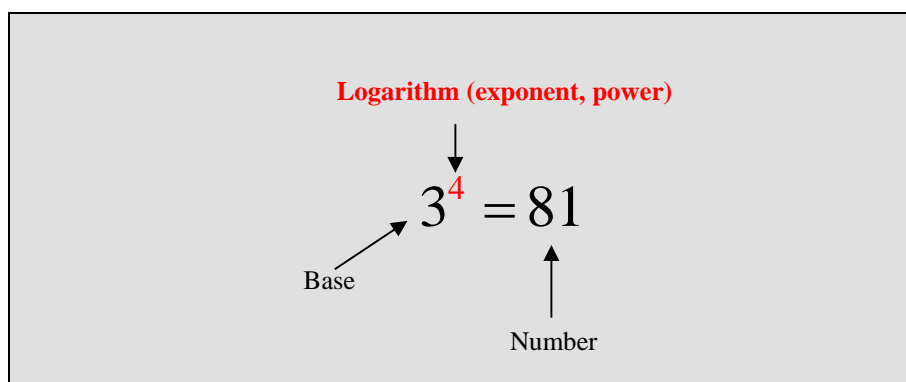 Logarithm (exponent, power)
3⁴ = 81
Base
Number